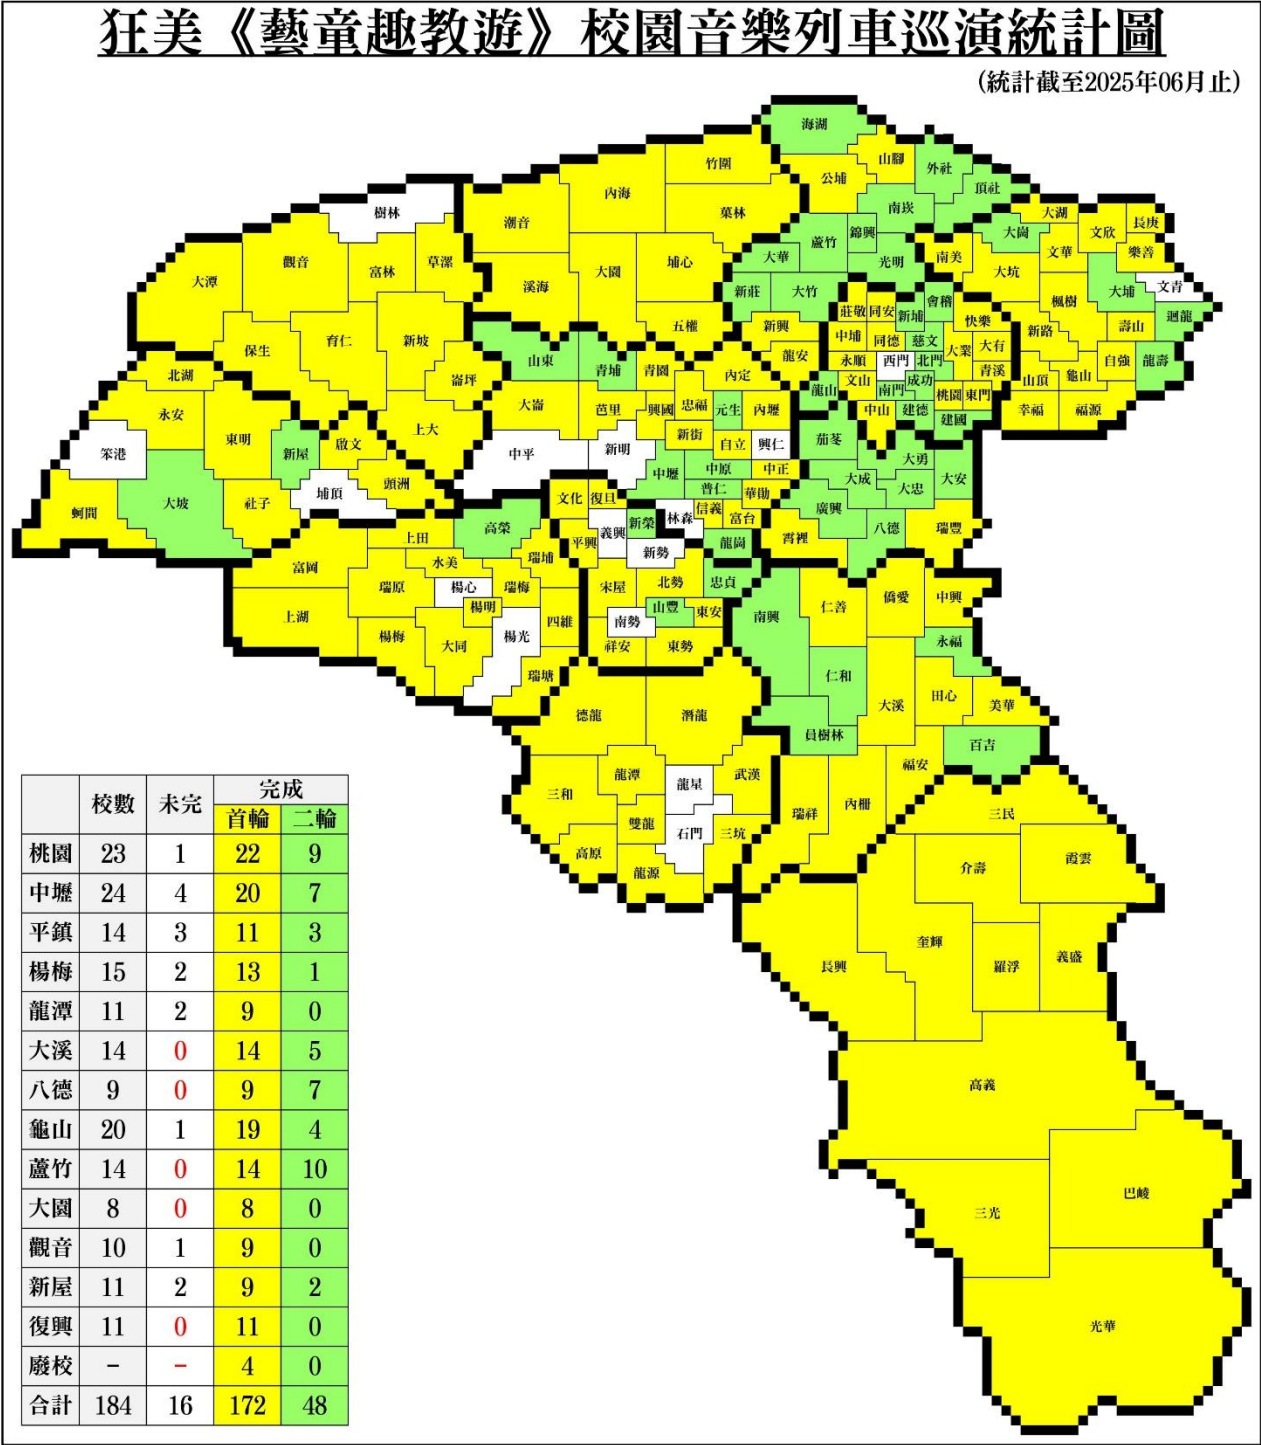 狂美《藝童趣教遊》校園音樂列車巡演統計圖
(統計截至2025年06月止)
海湖
山腳
外社
頂社
公埔
竹圍
內海
菓林
潮音
樹林
南崁
大湖
長庚
文欣
樂善
大崗
文華
錦興
蘆竹
草漯
觀音
富林
大潭
大園
埔心
溪海
大華
光明
南美
大坑
文青
大埔
楓樹
迴龍
新莊
大竹
會稽
莊敬
同安
新埔
快樂
五權
新興
新路
壽山
中埔
同德
慈文
大業
大有
保生
育仁
新坡
龍安
永順
西門
北門
山東
青埔
青園
內定
自強
龍壽
青溪
北湖
崙坪
文山
成功
山頂
龜山
龍山
南門
桃園
東門
大崙
芭里
興國
忠福
元生
內壢
中山
建德
建國
幸福
福源
永安
東明
啟文
上大
新街
自立
興仁
茄苳
笨港
新屋
中平
新明
大勇
中壢
中原
中正
大成
大忠
大安
埔頂
頭洲
普仁
華勛
大坡
社子
文化
復旦
信義
富台
廣興
八德
瑞豐
蚵間
高榮
義興
新榮
林森
霄裡
上田
平興
新勢
龍崗
富岡
水美
瑞埔
瑞原
楊心
瑞梅
宋屋
北勢
忠貞
僑愛
中興
楊明
山豐
東安
仁善
上湖
四維
南勢
南興
楊梅
大同
楊光
祥安
東勢
永福
瑞塘
仁和
田心
美華
大溪
德龍
潛龍
員樹林
百吉
福安
龍潭
龍星
武漢
三和
瑞祥
內柵
三民
雙龍
石門
三坑
高原
龍源
介壽
霞雲
長興
奎輝
羅浮
義盛
高義
三光
巴崚
光華
校數 未完 完成
首輪 二輪
桃園 23 1 22 9
中壢 24 4 20 7
平鎮 14 3 11 3
楊梅 15 2 13 1
龍潭 11 2 9 0
大溪 14 0 14 5
八德 9 0 9 7
龜山 20 1 19 4
蘆竹 14 0 14 10
大園 8 0 8 0
觀音 10 1 9 0
新屋 11 2 9 2
復興 11 0 11 0
廢校 - - 4 0
合計 184 16 172 48